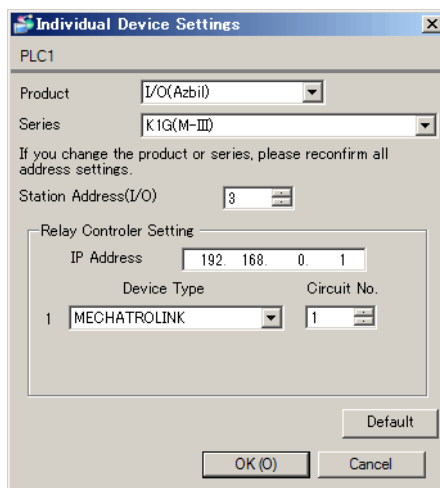 Individual Device Settings
PLC1
Product I/O(Azbil)
Series K1G(M-III)
If you change the product or series, please reconfirm all
address settings.
Station Address(I/O) 3
Relay Controler Setting
IP Address 192. 168. 0. 1
Device Type Circuit No.
1 MECHATROLINK 1
Default
OK(O) Cancel